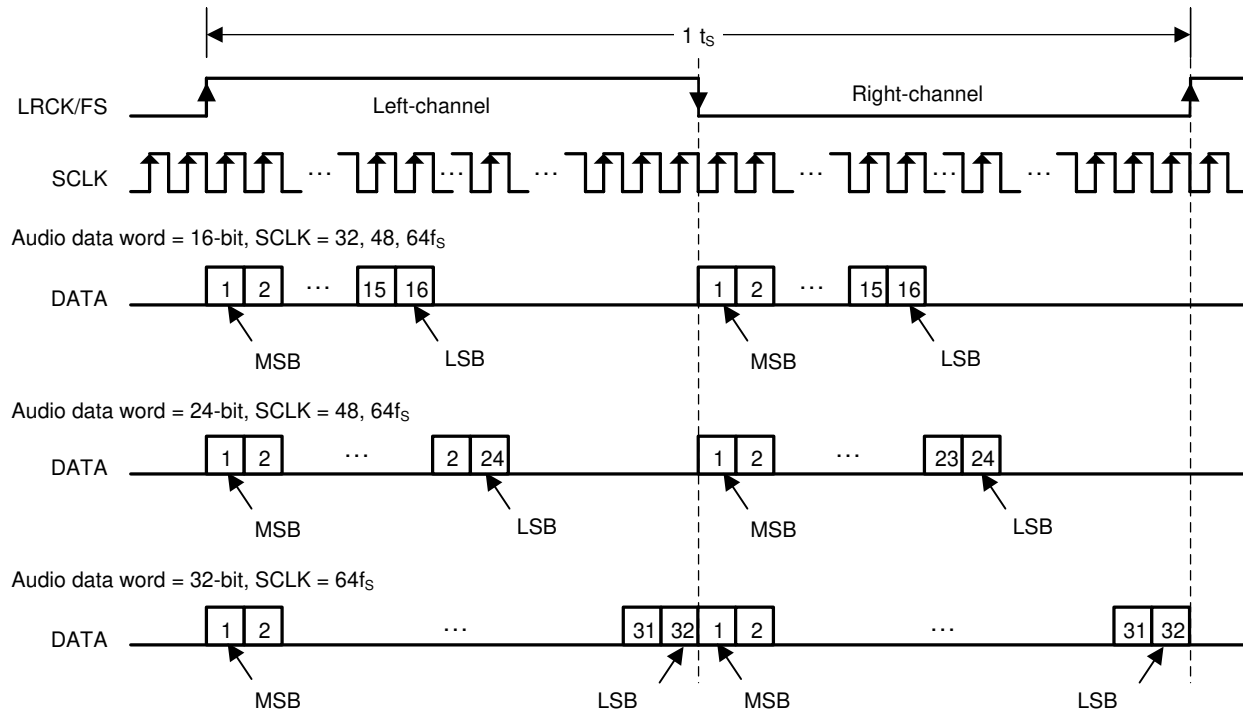 1 tS
LRCK/FS
Left-channel
Right-channel
SCLK
... ... ... ... ... ...
Audio data word = 16-bit, SCLK = 32, 48, 64fS
DATA 1 2 ... 15 16 1 2 ... 15 16
MSB LSB MSB LSB
Audio data word = 24-bit, SCLK = 48, 64fS
DATA 1 2 ... 2 24 1 2 ... 23 24
MSB LSB MSB LSB
Audio data word = 32-bit, SCLK = 64fS
DATA 1 2 ... 31 32 1 2 ... 31 32
MSB LSB MSB LSB